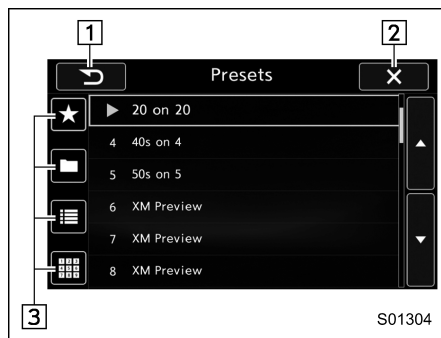 1
2
Presets
20 on 20
4 40s on 4
5 50s on 5
6 XM Preview
7 XM Preview
8 XM Preview
3
S01304